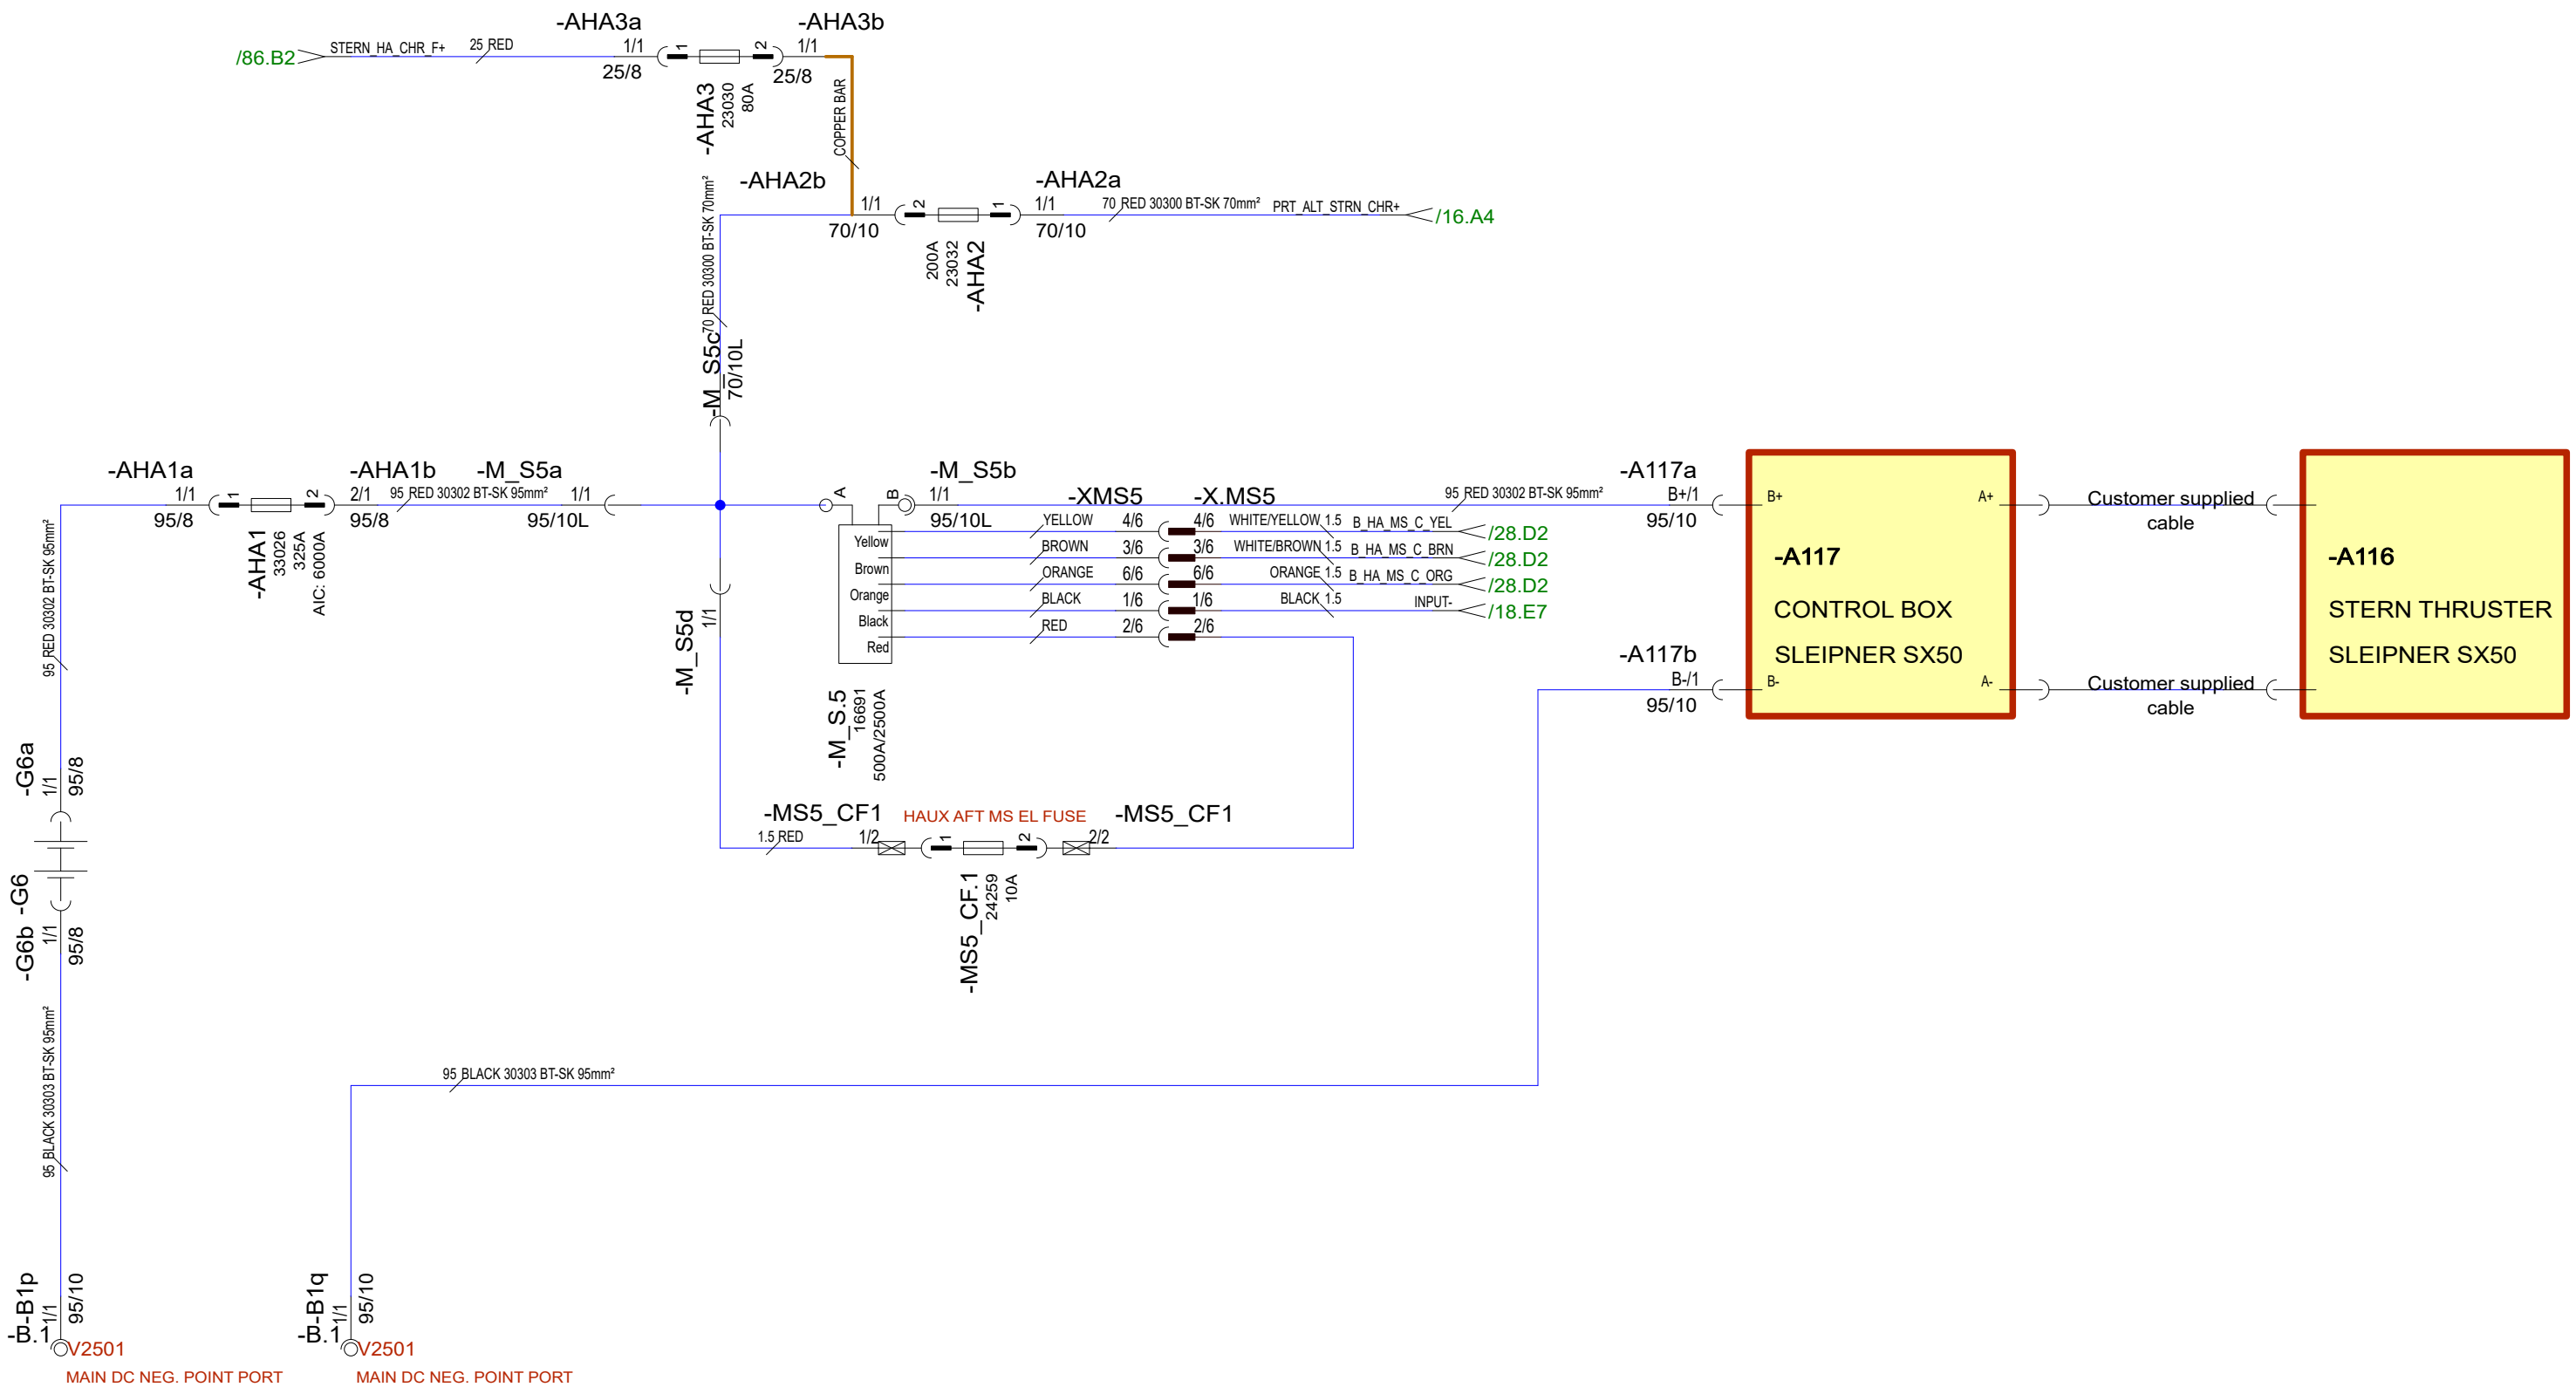 -AHA3a
-AHA3b
/86.B2
STERN_HA_CHR_F+
25 RED
1/1
1
2
1/1
25/8
25/8
-AHA3
23030
80A
COPPER BAR
-AHA2b
-AHA2a
1/1
2
1
1/1
70 RED 30300 BT-SK 70mm²
PRT_ALT_STRN_CHR+
/16.A4
70/10
70/10
200A
23032
-AHA2
70 RED 30300 BT-SK 70mm²
-M_S5c
70/10L
-AHA1a
-AHA1b
-M_S5a
1/1
1
2
2/1
95 RED 30302 BT-SK 95mm²
1/1
95/8
95/8
95/10L
-AHA1
33026
325A
AIC: 6000A
A
B
-M_S5b
1/1
95/10L
-XMS5
-X.MS5
95 RED 30302 BT-SK 95mm²
-A117a
B+/1
95/10
Yellow
YELLOW
4/6
4/6
WHITE/YELLOW 1.5
B_HA_MS_C_YEL
/28.D2
Brown
BROWN
3/6
3/6
WHITE/BROWN 1.5
B_HA_MS_C_BRN
/28.D2
Orange
ORANGE
6/6
6/6
ORANGE 1.5
B_HA_MS_C_ORG
/28.D2
Black
BLACK
1/6
1/6
BLACK 1.5
INPUT-
/18.E7
Red
RED
2/6
2/6
-M_S5d
1/1
-M_S.5
16691
500A/2500A
-A117b
B-/1
95/10
B+
A+
-A117
CONTROL BOX
SLEIPNER SX50
B-
A-
Customer supplied
cable
Customer supplied
cable
-A116
STERN THRUSTER
SLEIPNER SX50
95 RED 30302 BT-SK 95mm²
-G6a
1/1
95/8
-G6
-G6b
1/1
95/8
-MS5_CF1
HAUX AFT MS EL FUSE
-MS5_CF1
1.5 RED
1/2
1
2
2/2
-MS5_CF.1
24259
10A
95 BLACK 30303 BT-SK 95mm²
95 BLACK 30303 BT-SK 95mm²
-B1p
1/1
95/10
-B.1
V2501
MAIN DC NEG. POINT PORT
-B1q
1/1
95/10
-B.1
V2501
MAIN DC NEG. POINT PORT